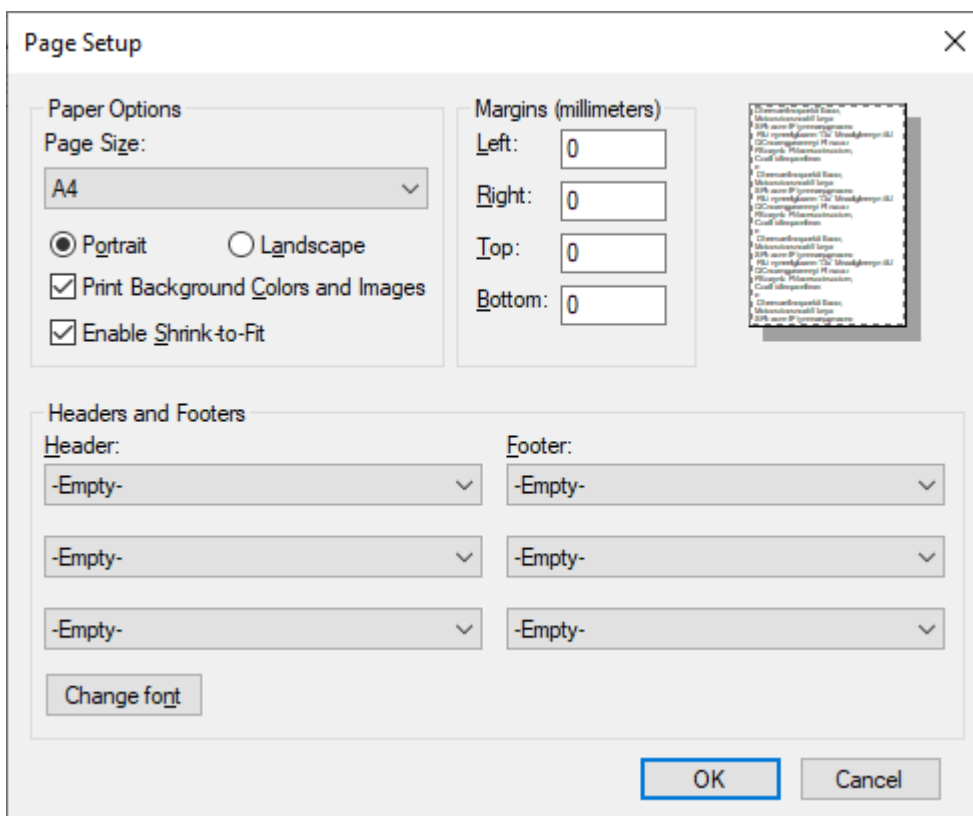 Page Setup
Paper Options
Page Size:
A4
Portrait
Landscape
Print Background Colors and Images
Enable Shrink-to-Fit
Margins (millimeters)
Left: 0
Right: 0
Top: 0
Bottom: 0
Headers and Footers
Header:
Footer:
-Empty-
-Empty-
-Empty-
-Empty-
-Empty-
-Empty-
Change font
OK
Cancel